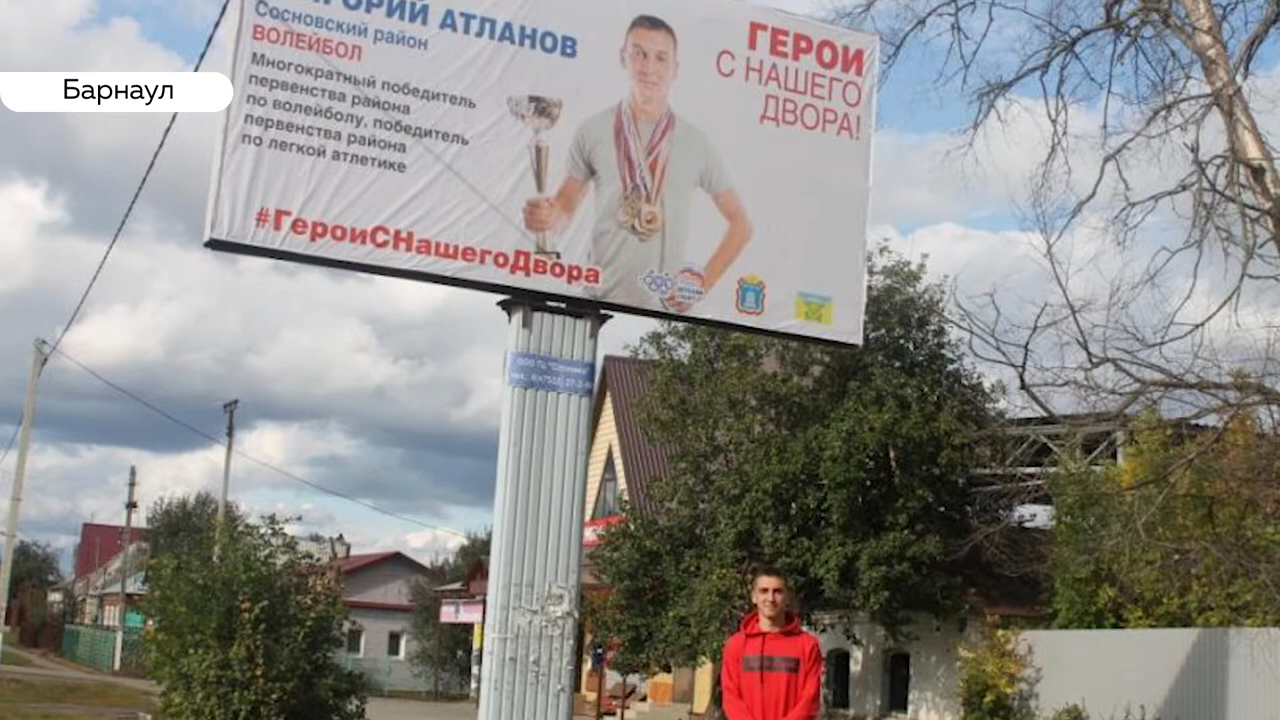 Барнаул
АТЛАНОВ
Сосновский район
ВОЛЕЙБОЛ
Многократный победитель
первенства района
по волейболу, победитель
первенства района
по легкой атлетике
#ГероиСНашегоДвора
ГЕРОИ
С НАШЕГО
ДВОРА!